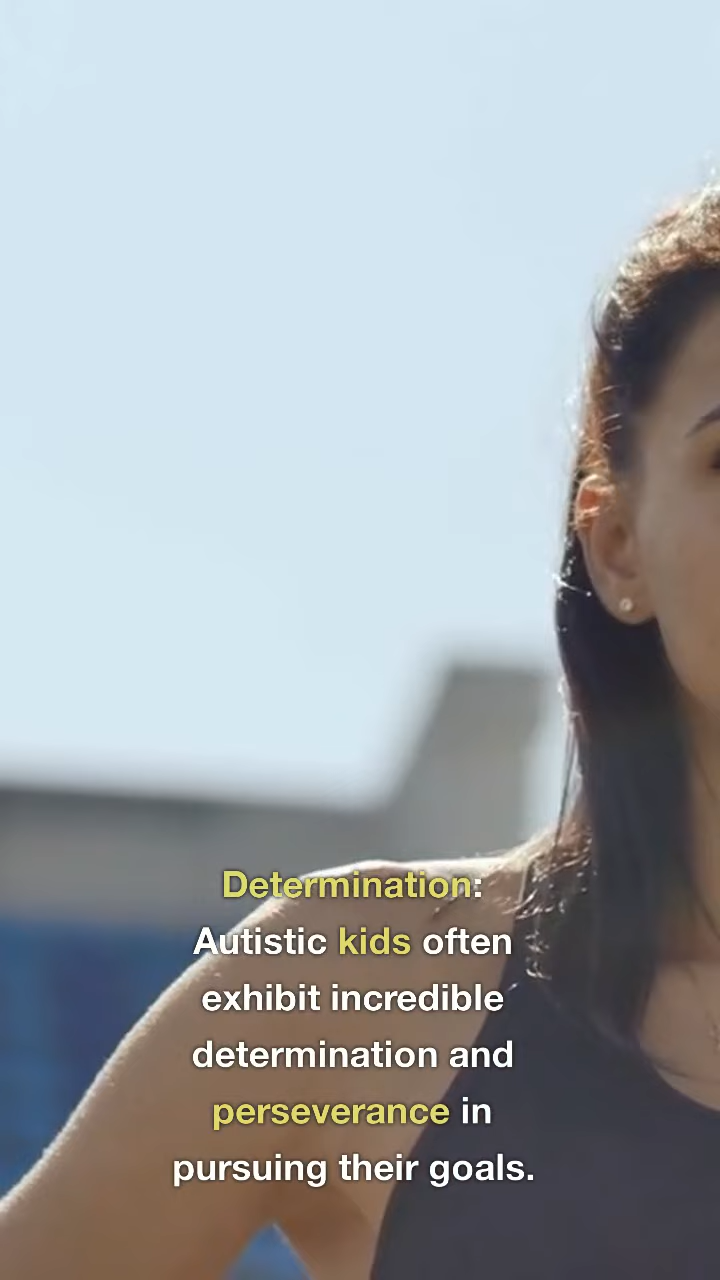 Determination:
Autistic kids often
exhibit incredible
determination and
perseverance in
pursuing their goals.